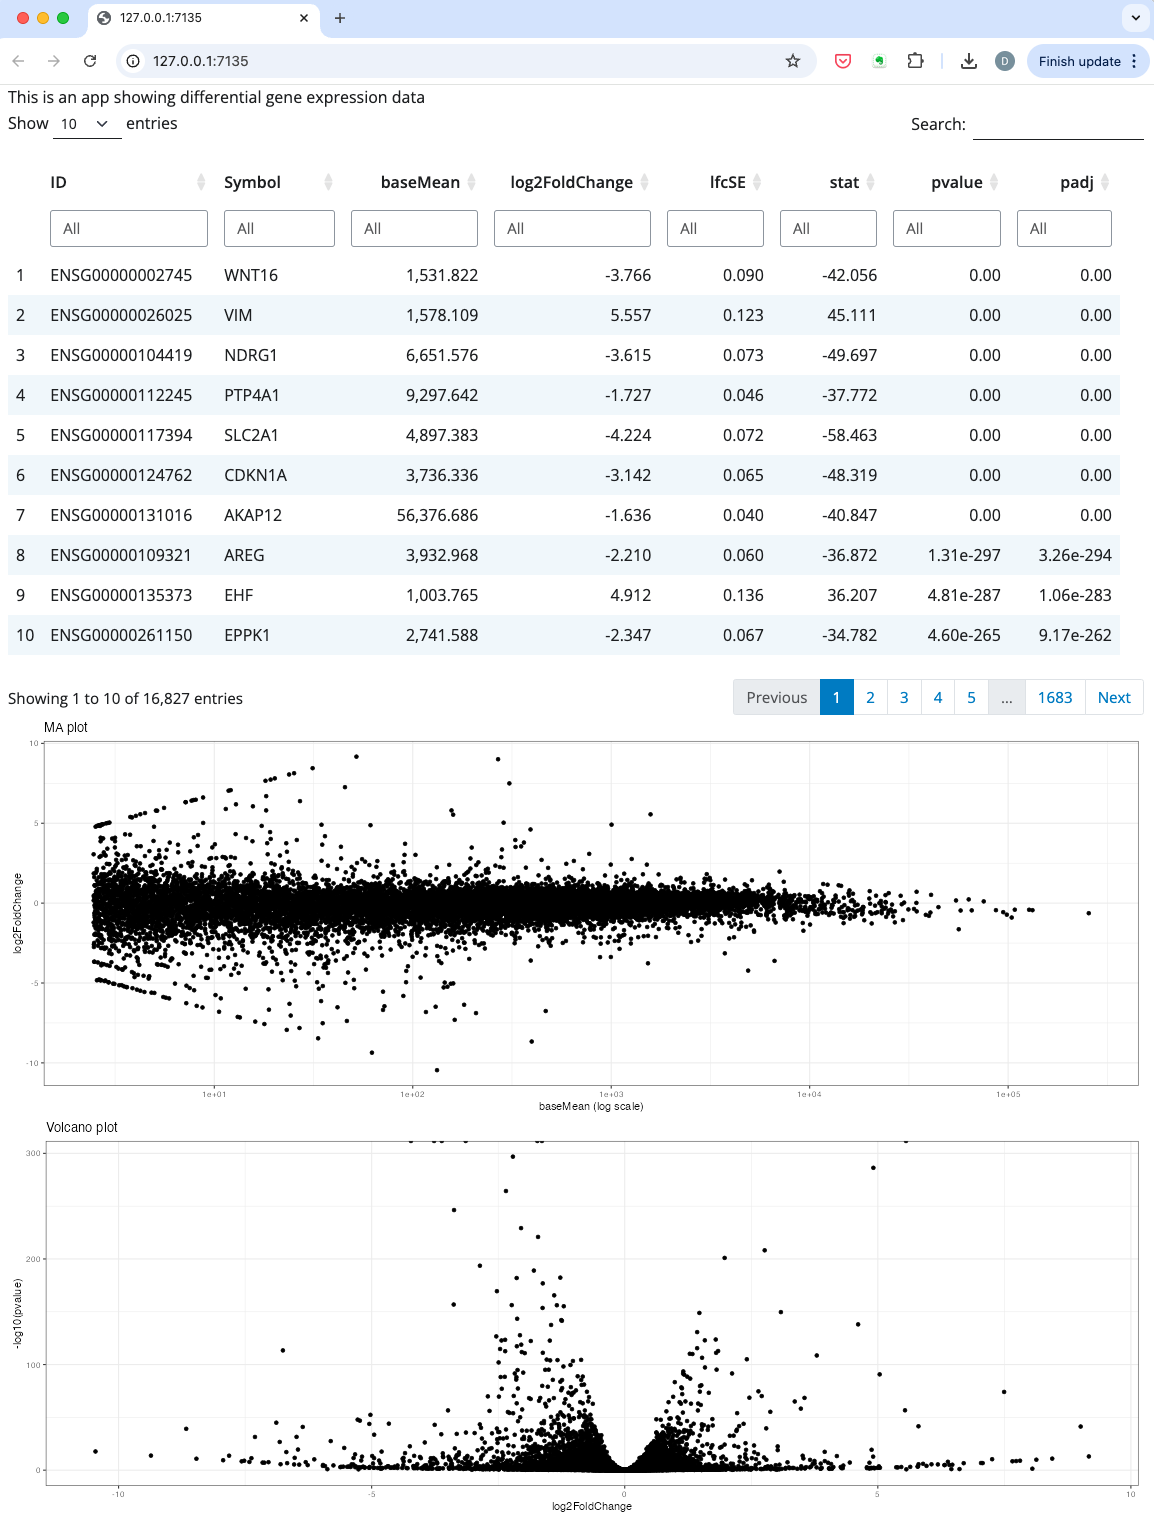 127.0.0.1:7135
127.0.0.1:7135
D
Finish update
This is an app showing differential gene expression data
Show 10 entries
Search:
ID Symbol baseMean log2FoldChange lfcSE stat pvalue padj
All All All All All All All All
1 ENSG00000002745 WNT16 1,531.822 -3.766 0.090 -42.056 0.00 0.00
2 ENSG00000026025 VIM 1,578.109 5.557 0.123 45.111 0.00 0.00
3 ENSG00000104419 NDRG1 6,651.576 -3.615 0.073 -49.697 0.00 0.00
4 ENSG00000112245 PTP4A1 9,297.642 -1.727 0.046 -37.772 0.00 0.00
5 ENSG00000117394 SLC2A1 4,897.383 -4.224 0.072 -58.463 0.00 0.00
6 ENSG00000124762 CDKN1A 3,736.336 -3.142 0.065 -48.319 0.00 0.00
7 ENSG00000131016 AKAP12 56,376.686 -1.636 0.040 -40.847 0.00 0.00
8 ENSG00000109321 AREG 3,932.968 -2.210 0.060 -36.872 1.31e-297 3.26e-294
9 ENSG00000135373 EHF 1,003.765 4.912 0.136 36.207 4.81e-287 1.06e-283
10 ENSG00000261150 EPPK1 2,741.588 -2.347 0.067 -34.782 4.60e-265 9.17e-262
Showing 1 to 10 of 16,827 entries
Previous 1 2 3 4 5 ... 1683 Next
MA plot
10
5
0
-5
-10
log2FoldChange
1e+01 1e+02 1e+03 1e+04 1e+05
baseMean (log scale)
Volcano plot
300
200
100
0
-log10(pvalue)
-10 -5 0 5 10
log2FoldChange